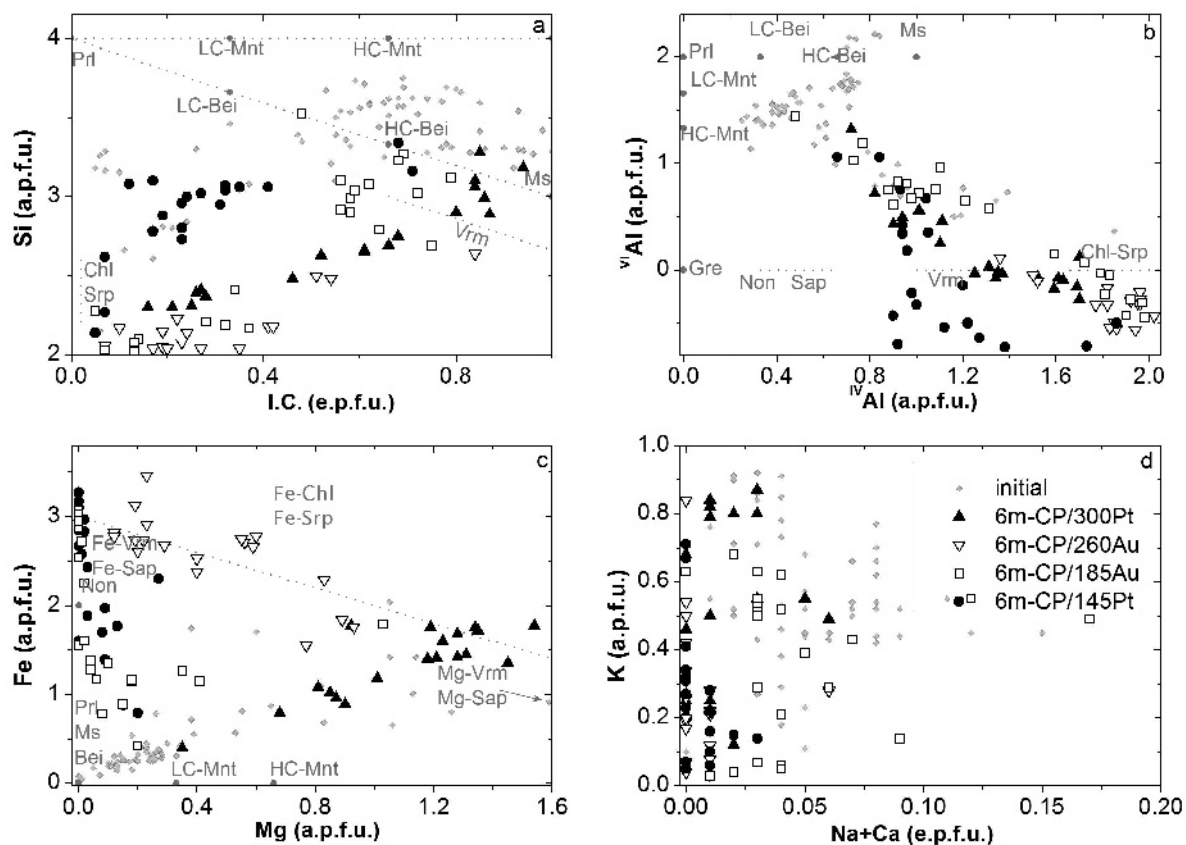 a
4
3
2
Si (a.p.f.u.)
LC-Mnt
HC-Mnt
Prl
LC-Bei
HC-Bei
Ms
Vrm
Chl
Srp
0.0
0.4
0.8
I.C. (e.p.f.u.)
b
2
1
0
VIAl (a.p.f.u.)
LC-Bei
Ms
Prl
HC-Bei
LC-Mnt
HC-Mnt
Chl-Srp
Gre
Non
Sap
Vrm
0.0
0.4
0.8
1.2
1.6
2.0
IVAl (a.p.f.u.)
c
3
2
1
0
Fe (a.p.f.u.)
Fe-Chl
Fe-Srp
Fe-Vrm
Fe-Sap
Non
Mg-Vrm
Mg-Sap
Prl
Ms
Bei
LC-Mnt
HC-Mnt
0.0
0.4
0.8
1.2
1.6
Mg (a.p.f.u.)
d
1.0
0.8
0.6
0.4
0.2
0.0
K (a.p.f.u.)
initial
6m-CP/300Pt
6m-CP/260Au
6m-CP/185Au
6m-CP/145Pt
0.00
0.05
0.10
0.15
0.20
Na+Ca (e.p.f.u.)